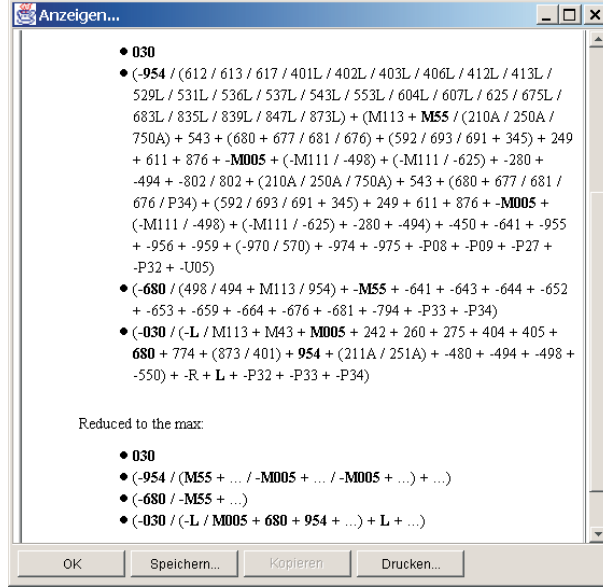 Anzeigen...
● 030
● (-954 / (612 / 613 / 617 / 401L / 402L / 403L / 406L / 412L / 413L /
529L / 531L / 536L / 537L / 543L / 553L / 604L / 607L / 625 / 675L /
683L / 835L / 839L / 847L / 873L) + (M113 + M55 / (210A / 250A /
750A) + 543 + (680 + 677 / 681 / 676) + (592 / 693 / 691 + 345) + 249
+ 611 + 876 + -M005 + (-M111 / -498) + (-M111 / -625) + -280 +
-494 + -802 / 802 + (210A / 250A / 750A) + 543 + (680 + 677 / 681 /
676 / P34) + (592 / 693 / 691 + 345) + 249 + 611 + 876 + -M005 +
(-M111 / -498) + (-M111 / -625) + -280 + -494) + -450 + -641 + -955
+ -956 + -959 + (-970 / 570) + -974 + -975 + -P08 + -P09 + -P27 +
-P32 + -U05)
● (-680 / (498 / 494 + M113 / 954) + -M55 + -641 + -643 + -644 + -652
+ -653 + -659 + -664 + -676 + -681 + -794 + -P33 + -P34)
● (-030 / (-L / M113 + M43 + M005 + 242 + 260 + 275 + 404 + 405 +
680 + 774 + (873 / 401) + 954 + (211A / 251A) + -480 + -494 + -498 +
-550) + -R + L + -P32 + -P33 + -P34)
Reduced to the max:
● 030
● (-954 / (M55 + ... / -M005 + ... / -M005 + ...) + ...)
● (-680 / -M55 + ...)
● (-030 / (-L / M005 + 680 + 954 + ...) + L + ...)
OK
Speichern...
Kopieren
Drucken...